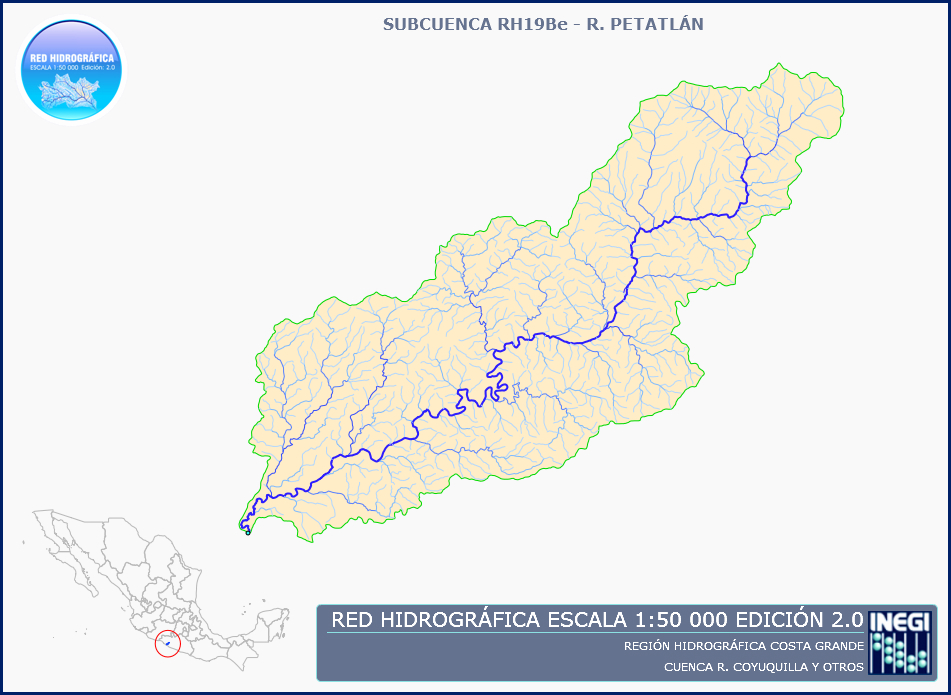 SUBCUENCA RH19Be - R. PETATLÁN
RED HIDROGRÁFICA
ESCALA 1:50 000 Edición: 2.0
RED HIDROGRÁFICA ESCALA 1:50 000 EDICIÓN 2.0
REGIÓN HIDROGRÁFICA COSTA GRANDE
CUENCA R. COYUQUILLA Y OTROS
INEGI